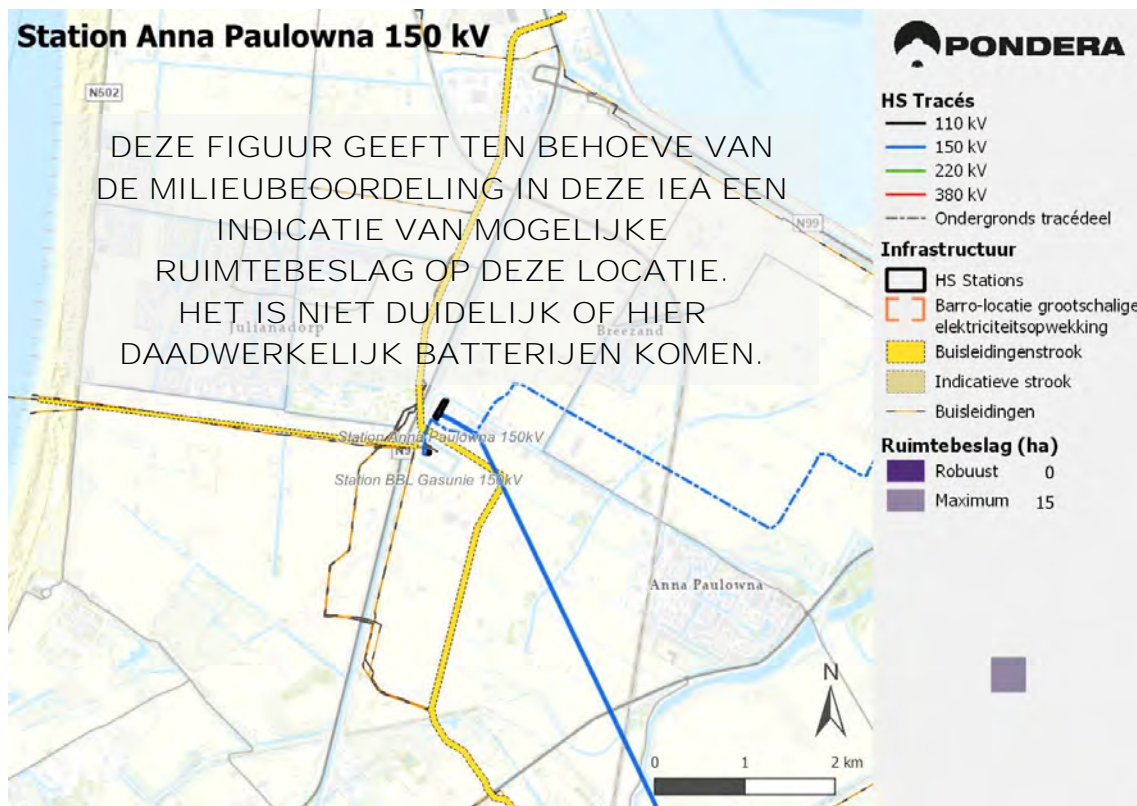 Station Anna Paulowna 150 kV
N502
DEZE FIGUUR GEEFT TEN BEHOEVE VAN
DE MILIEUBEOORDELING IN DEZE IEA EEN
INDICATIE VAN MOGELIJKE
RUIMTEBESLAG OP DEZE LOCATIE.
HET IS NIET DUIDELIJK OF HIER
DAADWERKELIJK BATTERIJEN KOMEN.
N99
Julianadorp
Breezand
Station Anna Paulowna 150kV
N9
Station BBL Gasunie 150kV
Anna Paulowna
N
0 1 2 km
PONDERA
HS Tracés
110 kV
150 kV
220 kV
380 kV
Ondergronds tracédeel
Infrastructuur
HS Stations
Barro-locatie grootschalige
elektriciteitsopwekking
Buisleidingenstrook
Indicatieve strook
Buisleidingen
Ruimtebeslag (ha)
Robuust 0
Maximum 15